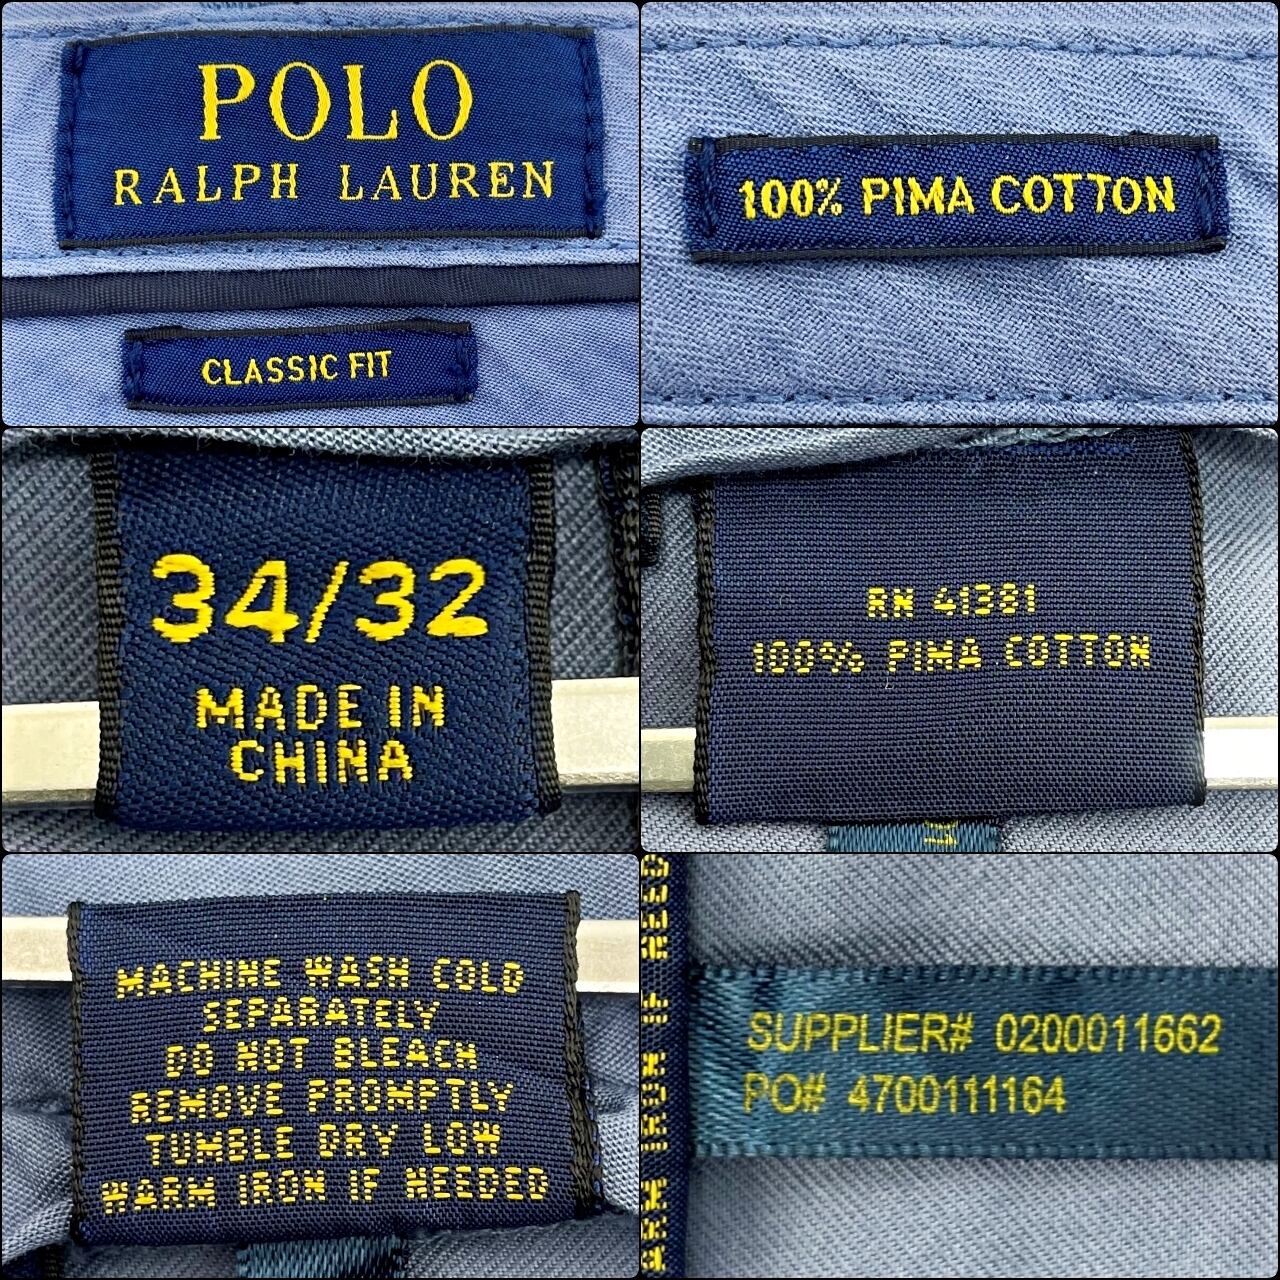 POLO
RALPH LAUREN
CLASSIC FIT
100% PIMA COTTON
34/32
MADE IN
CHINA
RN 41381
100% PIMA COTTON
MACHINE WASH COLD
SEPARATELY
DO NOT BLEACH
REMOVE PROMPTLY
TUMBLE DRY LOW
WARM IRON IF NEEDED
ARM IRON IF NEED
SUPPLIER# 0200011662
PO# 4700111164